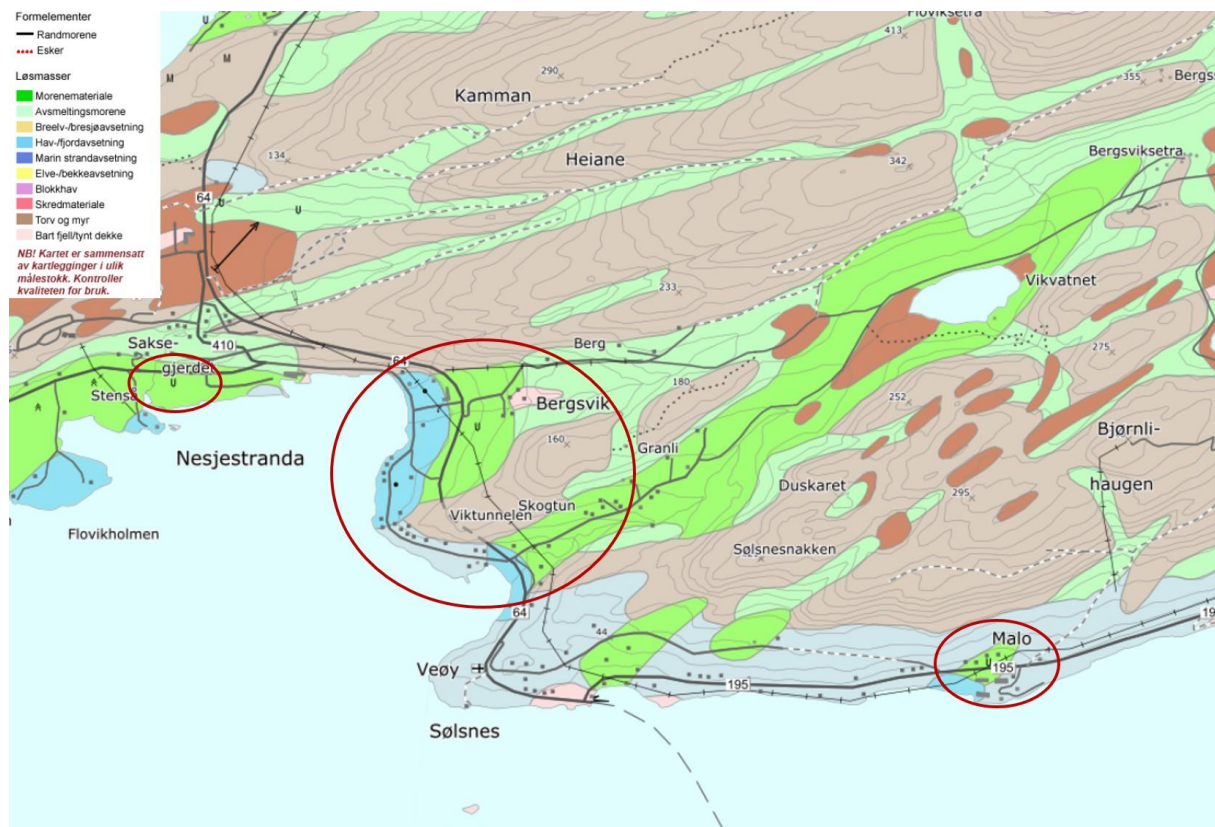 Formelementer
Randmorene
Esker
Løsmasser
Morenemateriale
Avsmeltingsmorene
Breelv-/bresjøavsetning
Hav-/fjordavsetning
Marin strandavsetning
Elve-/bekkeavsetning
Blokkhav
Skredmateriale
Torv og myr
Bart fjell/tynt dekke
NB! Kartet er sammensatt
av kartlegginger i ulik
målestokk. Kontroller
kvaliteten før bruk.
U
M
M
413
290
Kamman
355
134
Heiane
342
Bergsviksetra
64
U
U
233
Vikvatnet
Sakse-
gjerdet
410
64
Berg
275
Stenså
U
180
Bergsvik
252
U
160
Granli
Bjørnli-
haugen
Nesjestranda
Duskaret
295
Viktunnelen
Skogtun
Flovikholmen
Sølsnesnakken
64
44
Malo
U
195
Veøy
195
Sølsnes